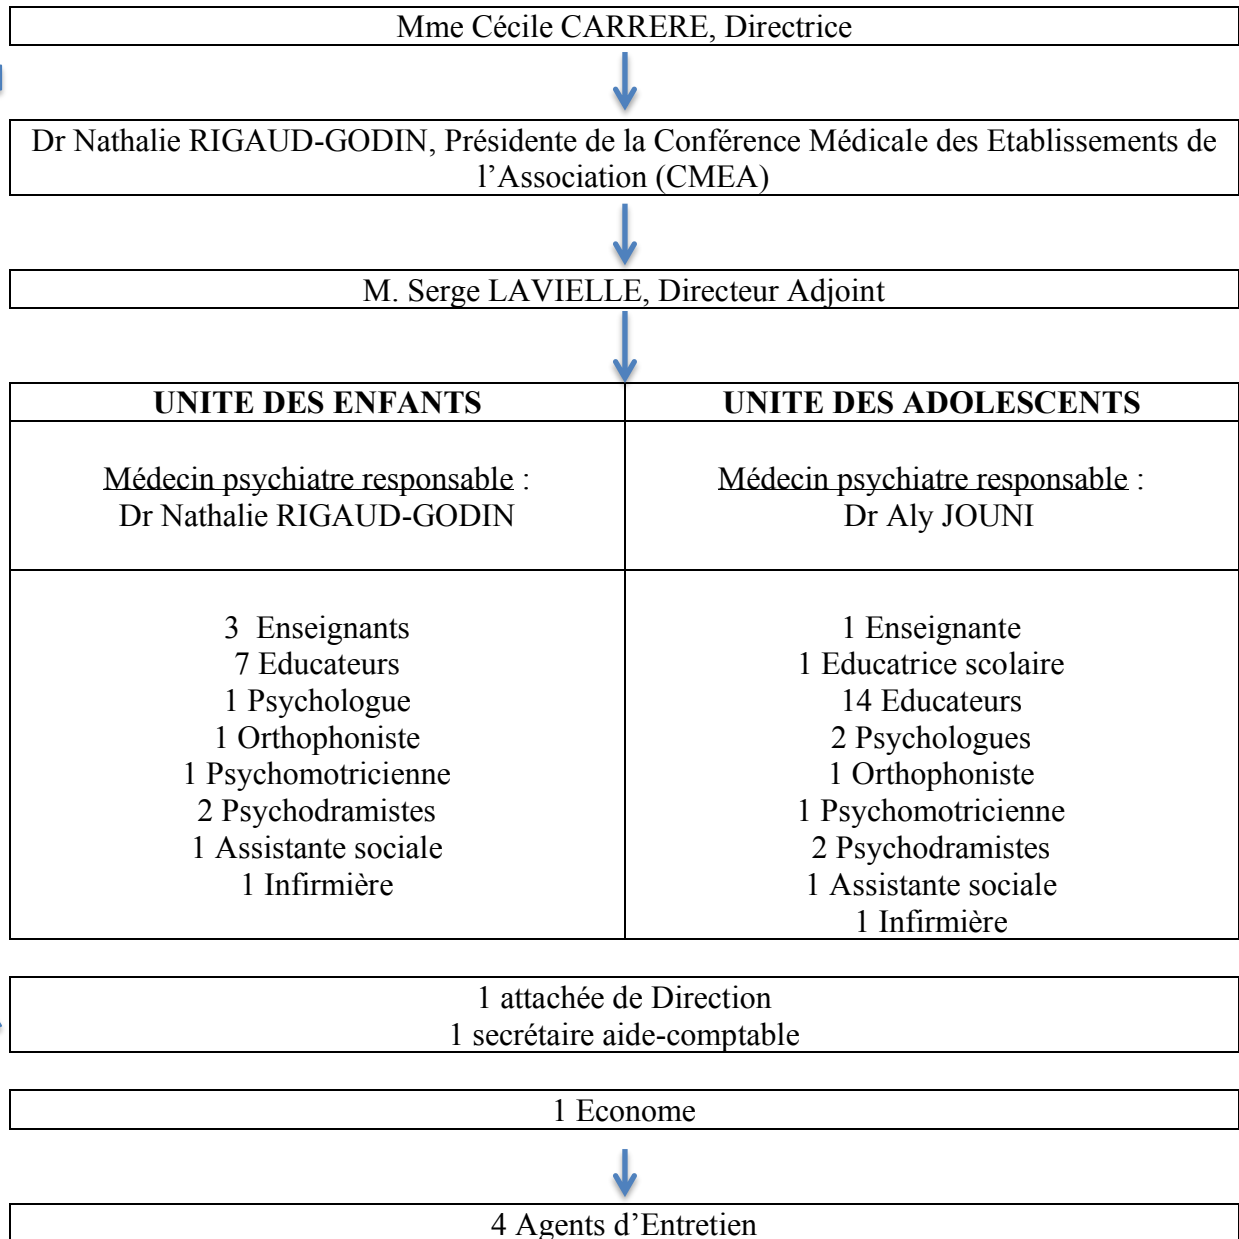 Mme Cécile CARRERE, Directrice
Dr Nathalie RIGAUD-GODIN, Présidente de la Conférence Médicale des Etablissements de
l’Association (CMEA)
M. Serge LAVIELLE, Directeur Adjoint
UNITE DES ENFANTS
Médecin psychiatre responsable :
Dr Nathalie RIGAUD-GODIN
3 Enseignants
7 Educateurs
1 Psychologue
1 Orthophoniste
1 Psychomotricienne
2 Psychodramistes
1 Assistante sociale
1 Infirmière
UNITE DES ADOLESCENTS
Médecin psychiatre responsable :
Dr Aly JOUNI
1 Enseignante
1 Educatrice scolaire
14 Educateurs
2 Psychologues
1 Orthophoniste
1 Psychomotricienne
2 Psychodramistes
1 Assistante sociale
1 Infirmière
1 attachée de Direction
1 secrétaire aide-comptable
1 Econome
4 Agents d’Entretien